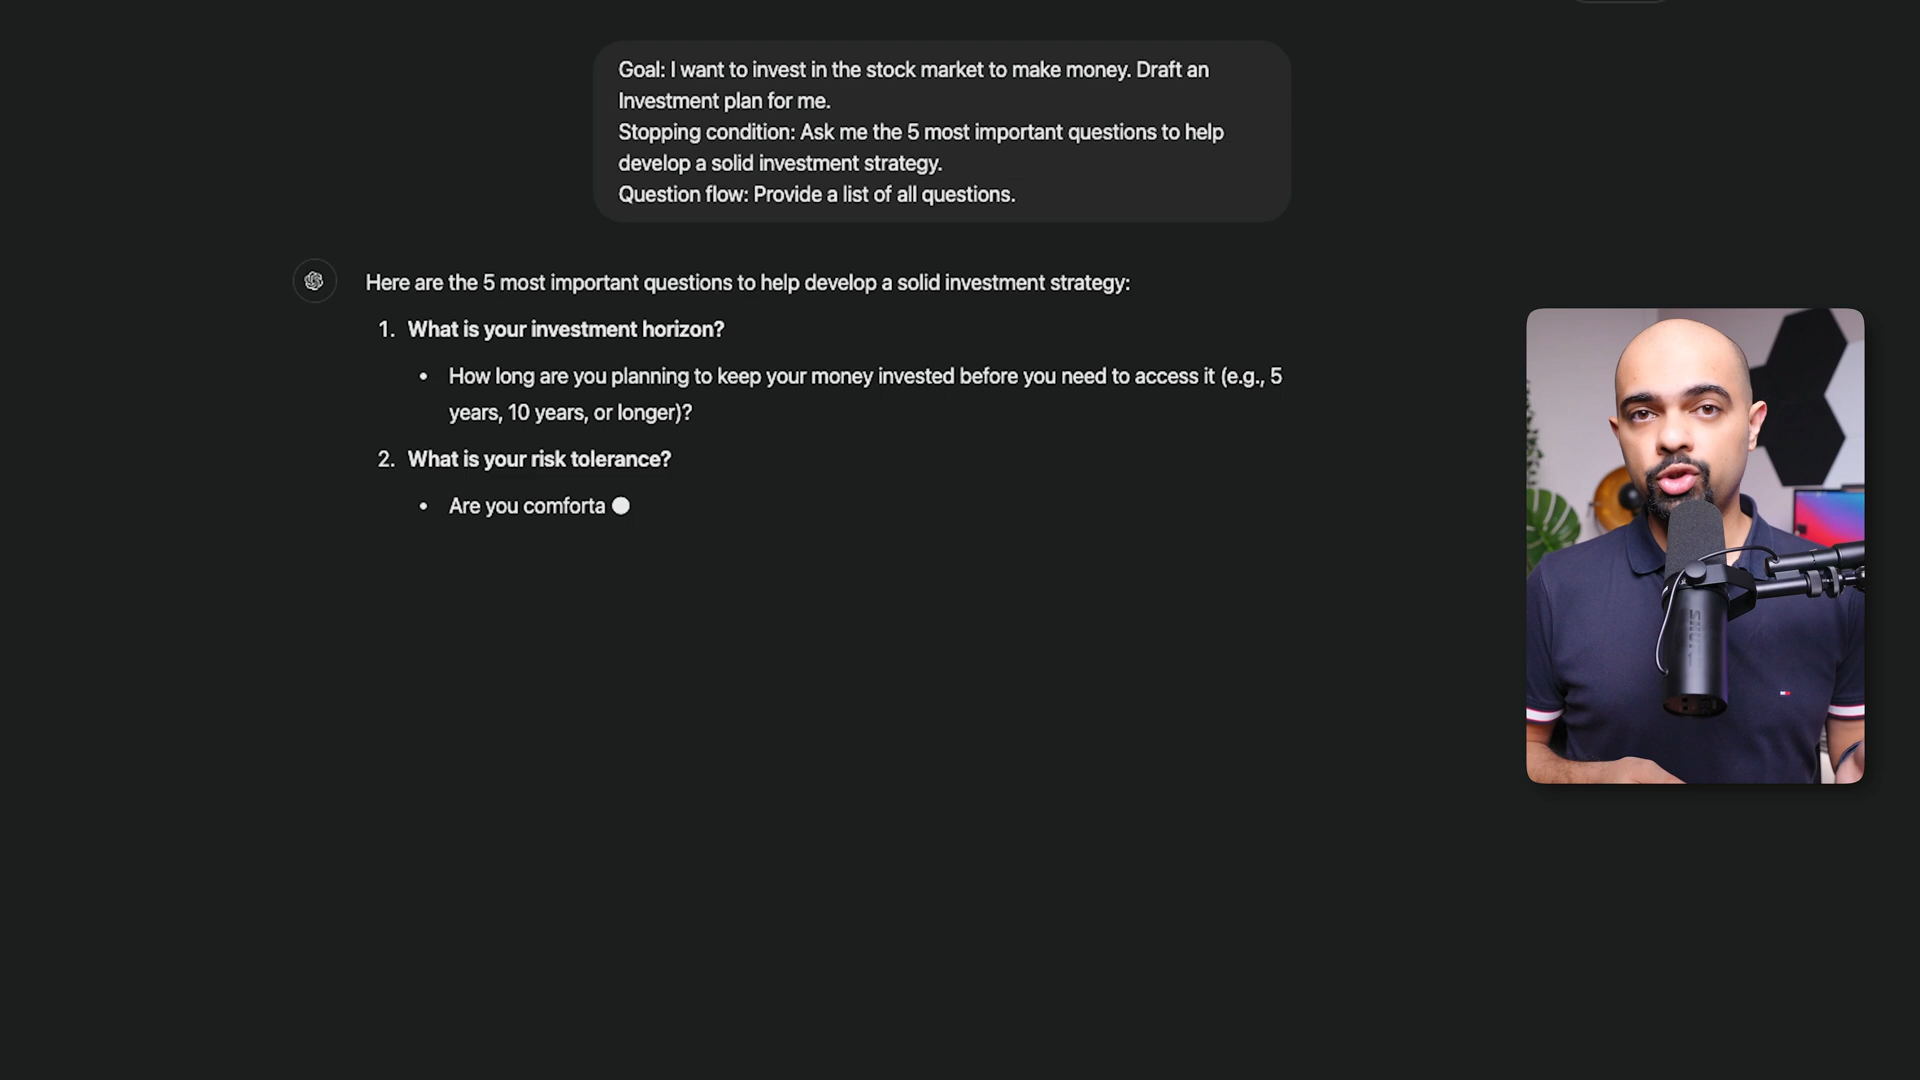 Goal: I want to invest in the stock market to make money. Draft an
Investment plan for me.
Stopping condition: Ask me the 5 most important questions to help
develop a solid investment strategy.
Question flow: Provide a list of all questions.
Here are the 5 most important questions to help develop a solid investment strategy:
1. What is your investment horizon?
• How long are you planning to keep your money invested before you need to access it (e.g., 5
years, 10 years, or longer)?
2. What is your risk tolerance?
• Are you comforta
SHURE